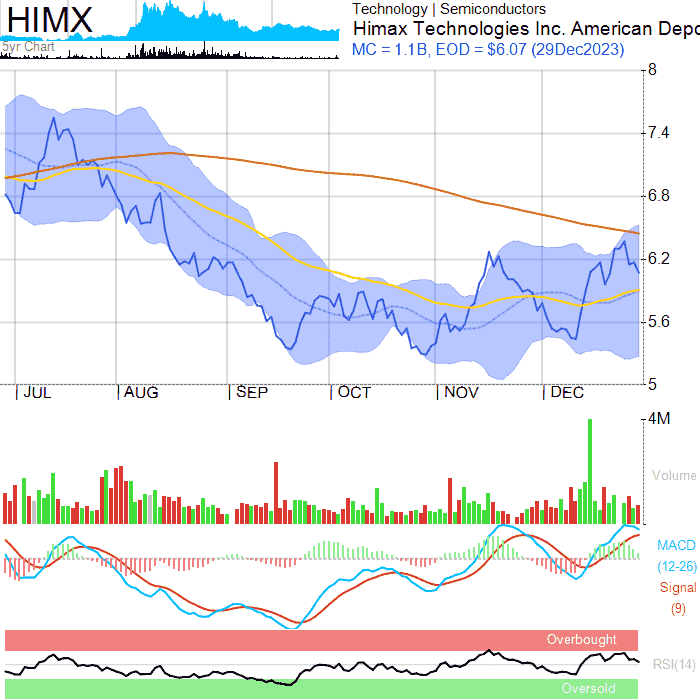 HIMX
Technology | Semiconductors
Himax Technologies Inc. American Depo
MC = 1.1B, EOD = $6.07 (29Dec2023)
5yr Chart
8
7.4
6.8
6.2
5.6
5
JUL AUG SEP OCT NOV DEC
4M
Volume
MACD
(12-26)
Signal
(9)
Overbought
RSI(14)
Oversold